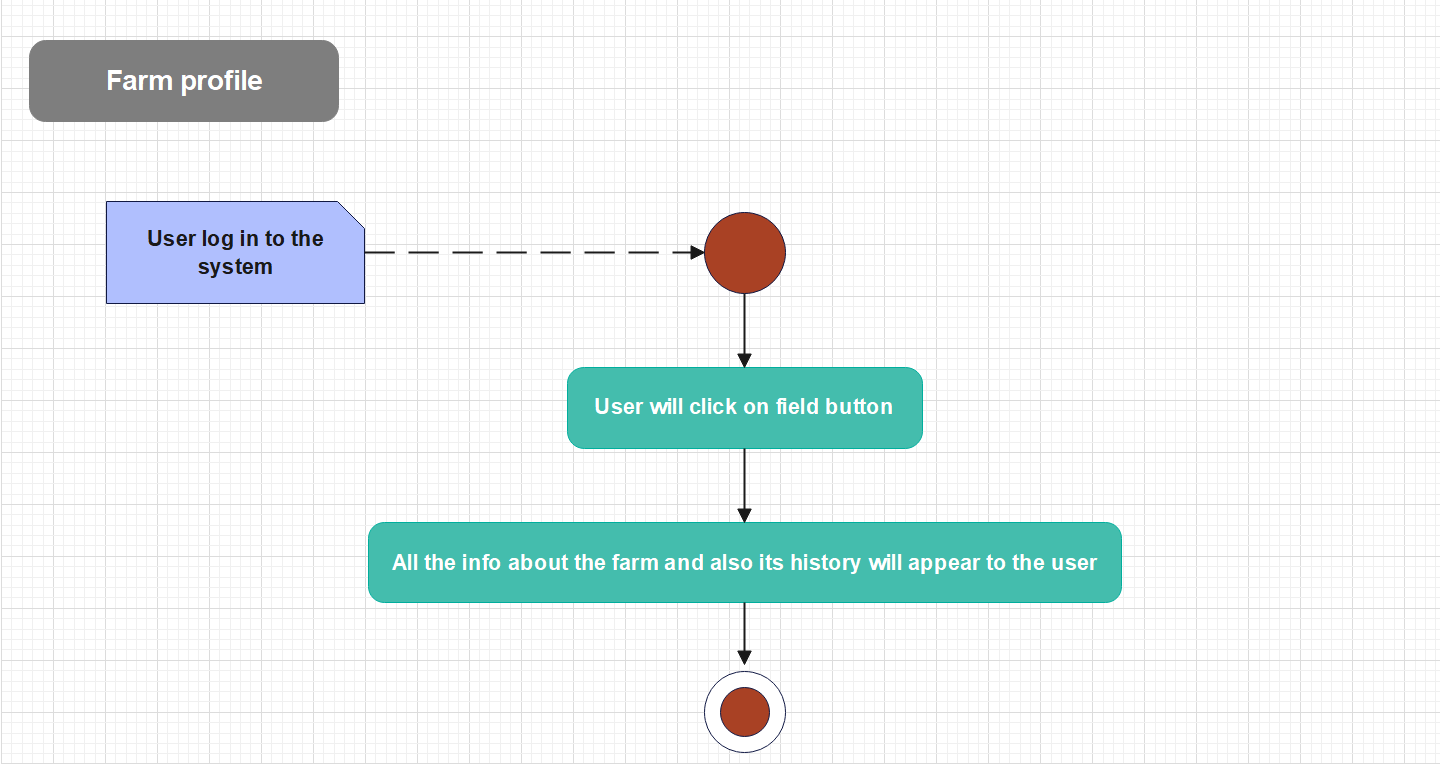 Farm profile
User log in to the
system
User will click on field button
All the info about the farm and also its history will appear to the user